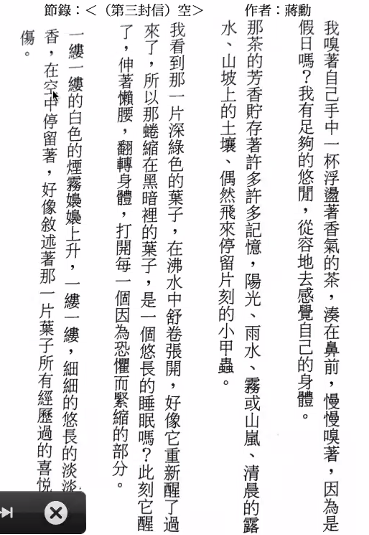 節錄：＜（第三封信）空＞　　　作者：蔣勳
我嗅著自己手中一杯浮盪著香氣的茶，湊在鼻前，慢慢嗅著，因為是
假日嗎？我有足夠的悠閒，從容地去感覺自己的身體。
那茶的芳香貯存著許多許多記憶，陽光、雨水、霧或山嵐、清晨的露
水、山坡上的土壤、偶然飛來停留片刻的小甲蟲。
我看到那一片深綠色的葉子，在沸水中舒卷張開，好像它重新醒了過
來了，所以那蜷縮在黑暗裡的葉子，是一個悠長的睡眠嗎？此刻它醒
了，伸著懶腰，翻轉身體，打開每一個因為恐懼而緊縮的部分。
一縷一縷的白色的煙霧嬝嬝上升，一縷一縷，細細的悠長的淡淡
香，在空中停留著，好像敘述著那一片葉子所有經歷過的喜悅
傷。